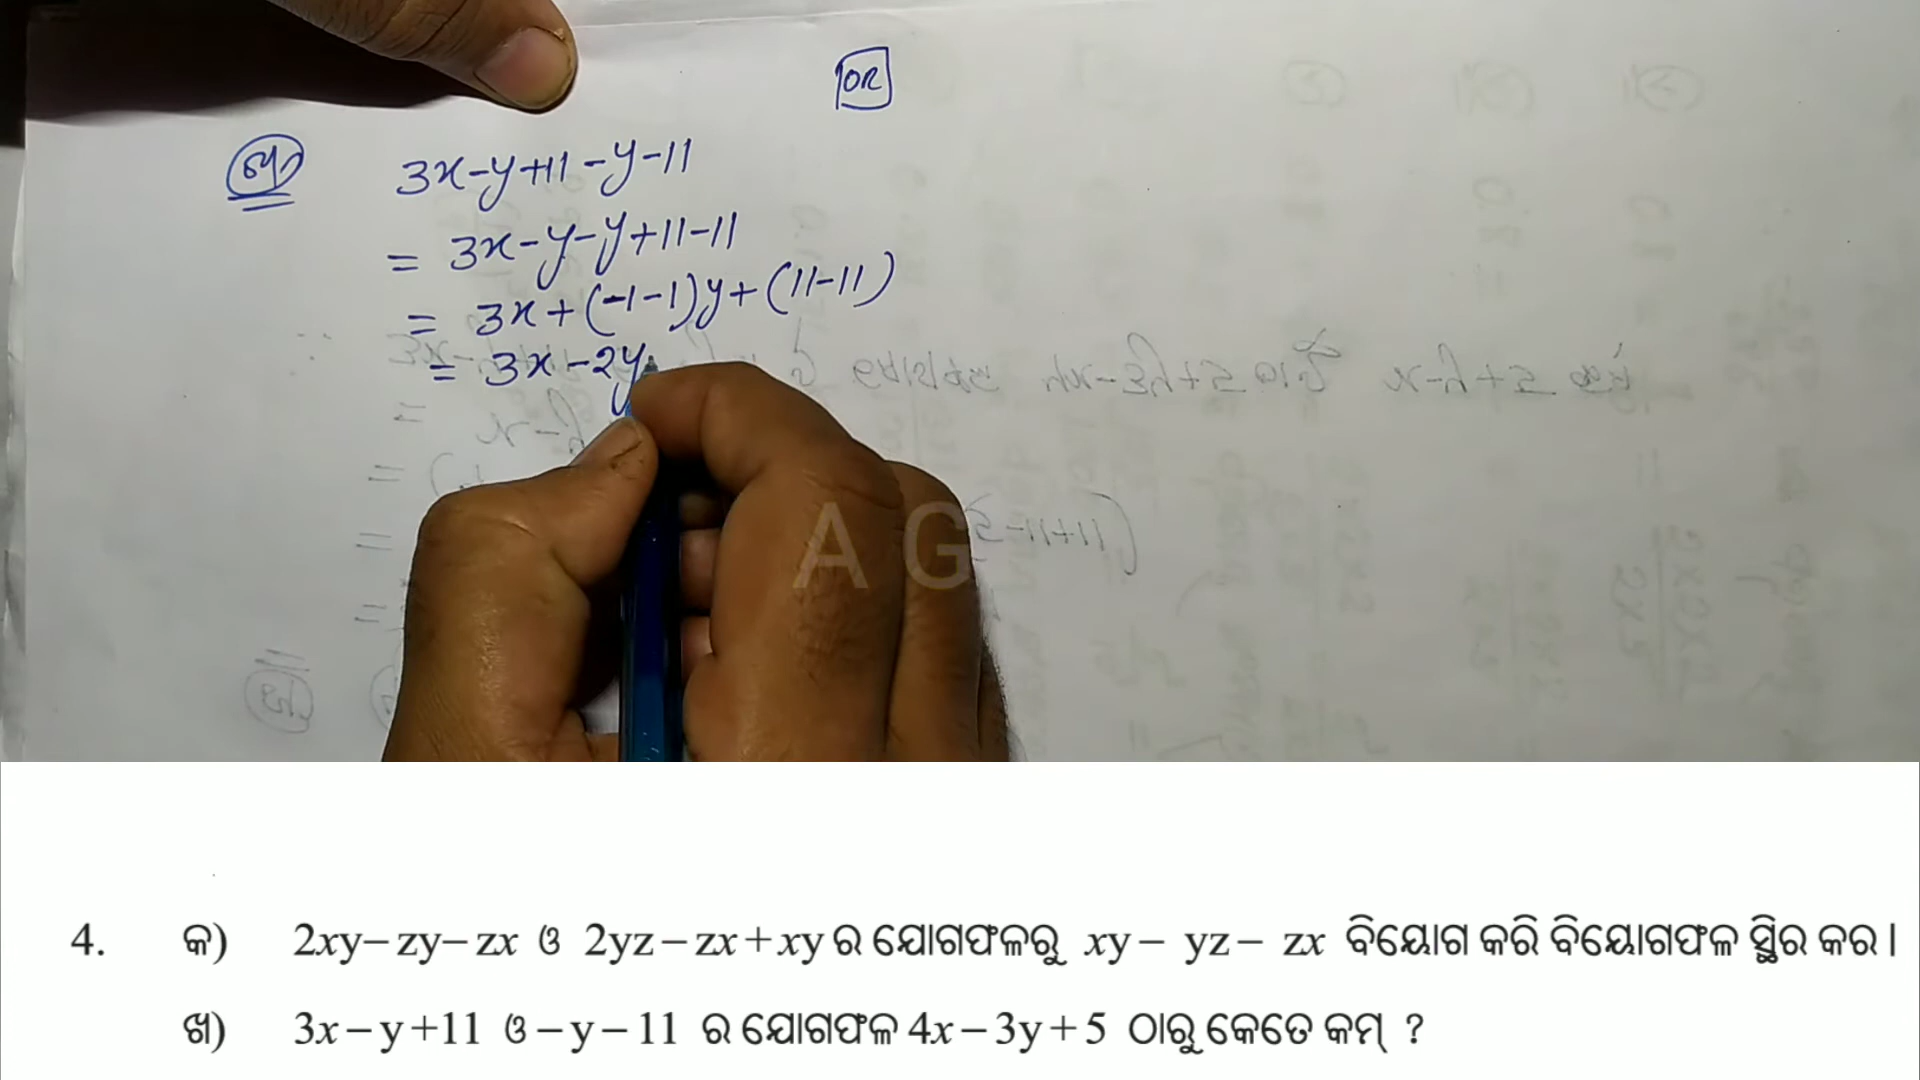 OR
3x-y+11-y-11
= 3x-y-y+11-11
= 3x+(-1-1)y+(11-11)
= 3x-2y
A G
4. କ) 2xy– zy– zx ଓ 2yz – zx + xy ର ଯୋଗଫଳରୁ xy – yz – zx ବିୟୋଗ କରି ବିୟୋଗଫଳ ସ୍ଥିର କର।
ଖ) 3x – y +11 ଓ – y – 11 ର ଯୋଗଫଳ 4x – 3y + 5 ଠାରୁ କେତେ କମ୍ ?